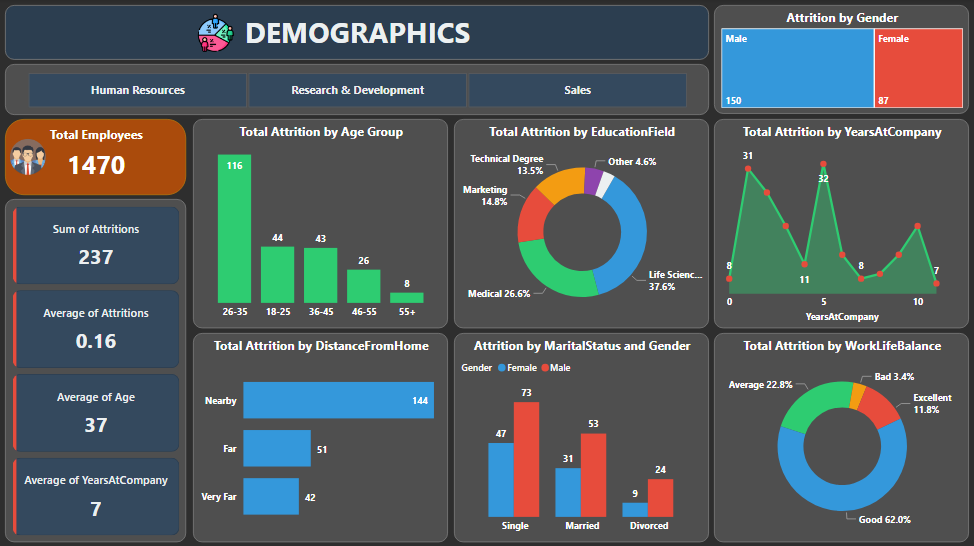 DEMOGRAPHICS
Attrition by Gender
Male
150
Female
87
Human Resources
Research & Development
Sales
Total Employees
1470
Sum of Attritions
237
Average of Attritions
0.16
Average of Age
37
Average of YearsAtCompany
7
Total Attrition by Age Group
116
44
43
26
8
26-35
18-25
36-45
46-55
55+
Total Attrition by EducationField
Technical Degree
13.5%
Other 4.6%
Marketing
14.8%
Medical 26.6%
Life Scienc...
37.6%
Total Attrition by YearsAtCompany
31
32
8
11
8
7
0
5
10
YearsAtCompany
Total Attrition by DistanceFromHome
Nearby
144
Far
51
Very Far
42
Attrition by MaritalStatus and Gender
Gender Female Male
47
73
31
53
9
24
Single
Married
Divorced
Total Attrition by WorkLifeBalance
Average 22.8%
Bad 3.4%
Excellent
11.8%
Good 62.0%